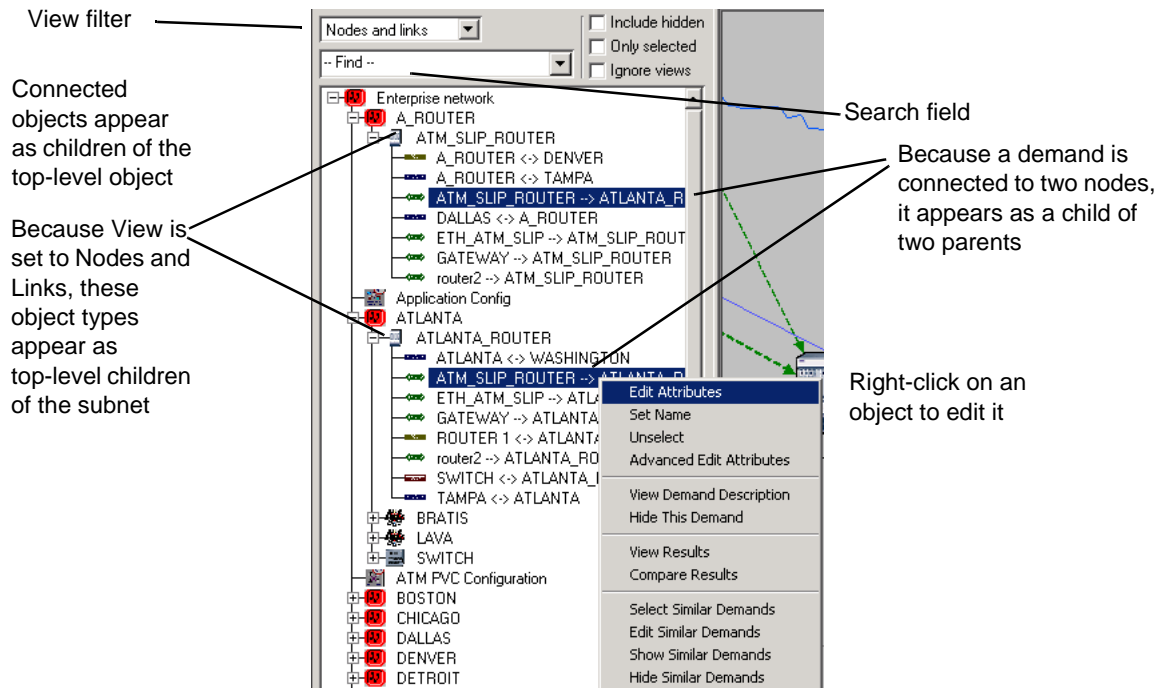 View filter
Connected
objects appear
as children of the
top-level object
Because View is
set to Nodes and
Links, these
object types
appear as
top-level children
of the subnet
Nodes and links
Include hidden
Only selected
Ignore views
-- Find --
Enterprise network
A_ROUTER
ATM_SLIP_ROUTER
A_ROUTER <-> DENVER
A_ROUTER <-> TAMPA
ATM_SLIP_ROUTER --> ATLANTA_R
DALLAS <-> A_ROUTER
ETH_ATM_SLIP --> ATM_SLIP_ROUT
GATEWAY --> ATM_SLIP_ROUTER
router2 --> ATM_SLIP_ROUTER
Application Config
ATLANTA
ATLANTA_ROUTER
ATLANTA <-> WASHINGTON
ATM_SLIP_ROUTER --> ATLANTA_R
ETH_ATM_SLIP --> ATLA
GATEWAY --> ATLANTA
ROUTER 1 <-> ATLANTA
router2 --> ATLANTA_RO
SWITCH <-> ATLANTA_
TAMPA <-> ATLANTA
BRATIS
LAVA
SWITCH
ATM PVC Configuration
BOSTON
CHICAGO
DALLAS
DENVER
DETROIT
Edit Attributes
Set Name
Unselect
Advanced Edit Attributes
View Demand Description
Hide This Demand
View Results
Compare Results
Select Similar Demands
Edit Similar Demands
Show Similar Demands
Hide Similar Demands
Search field
Because a demand is
connected to two nodes,
it appears as a child of
two parents
Right-click on an
object to edit it